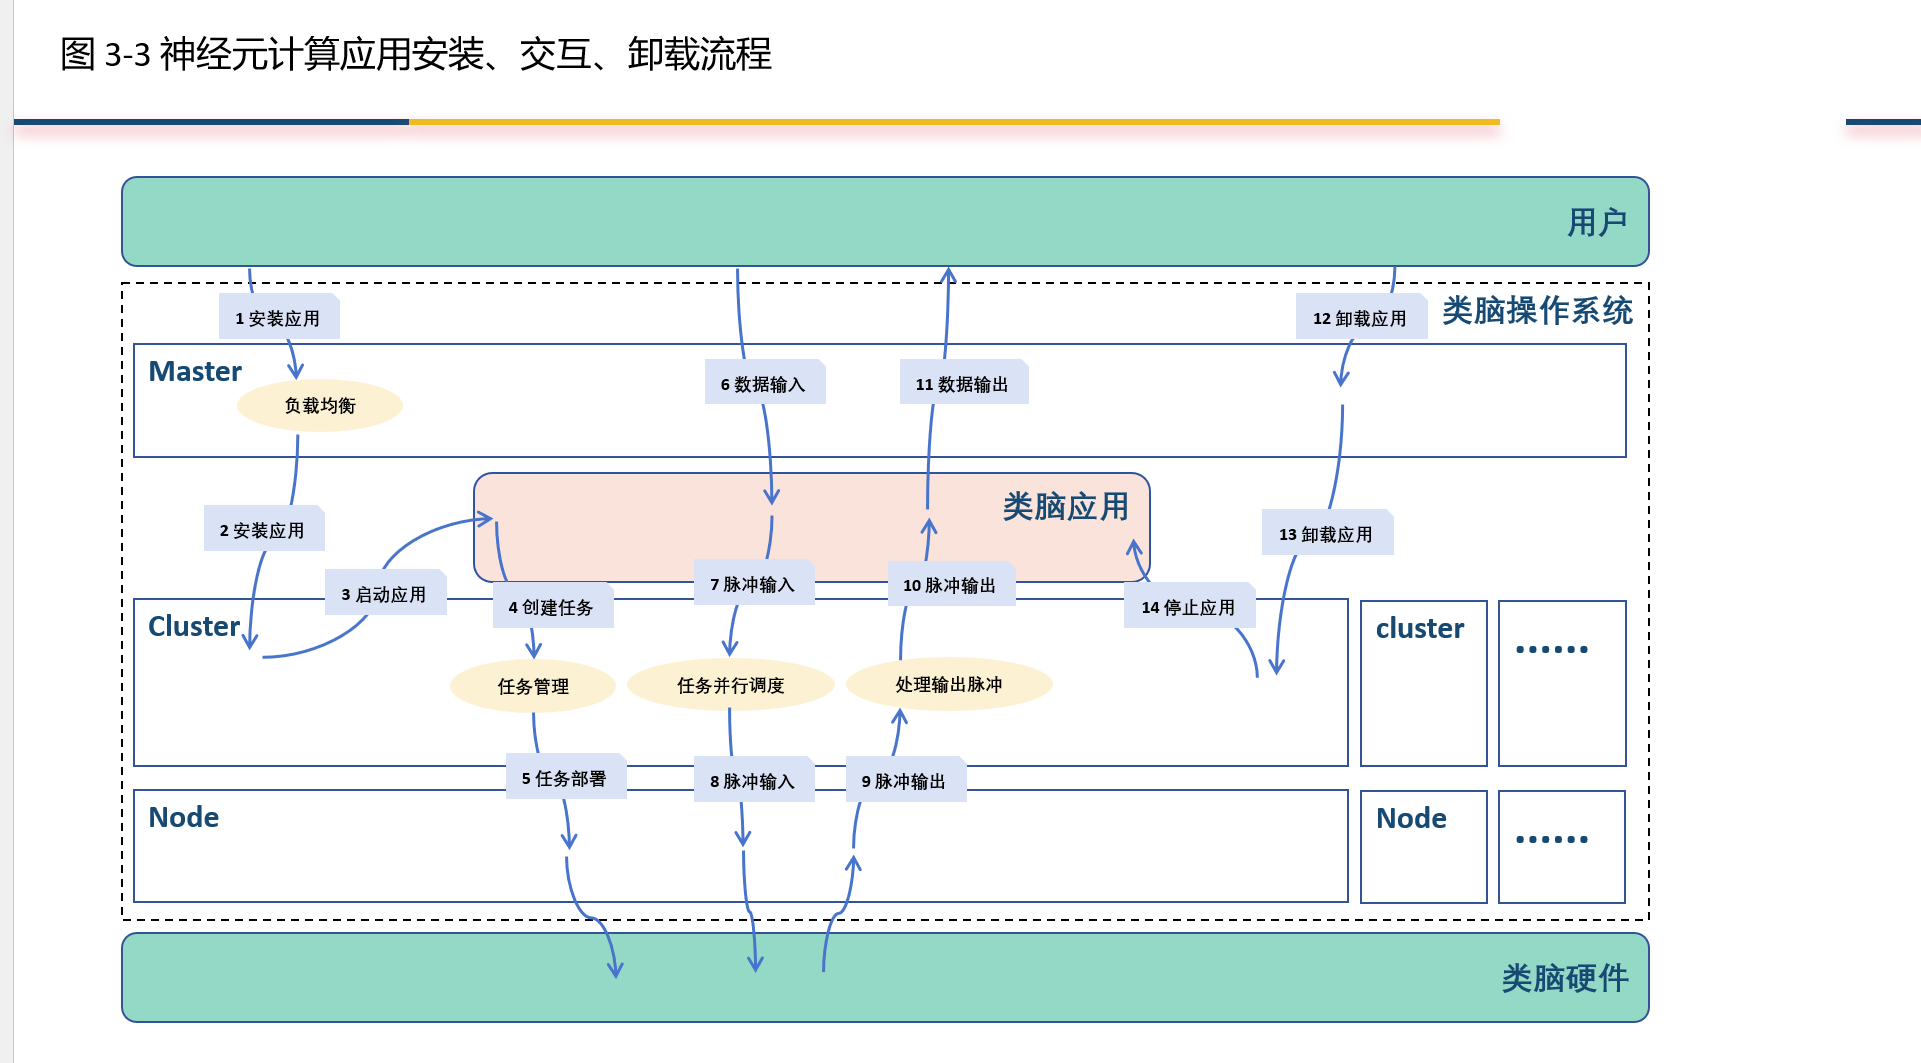 图 3-3 神经元计算应用安装、交互、卸载流程
用户
类脑操作系统
1 安装应用
12 卸载应用
Master
负载均衡
6 数据输入
11 数据输出
类脑应用
2 安装应用
13 卸载应用
3 启动应用
7 脉冲输入
10 脉冲输出
4 创建任务
14 停止应用
Cluster
cluster
......
任务管理
任务并行调度
处理输出脉冲
5 任务部署
8 脉冲输入
9 脉冲输出
Node
Node
......
类脑硬件